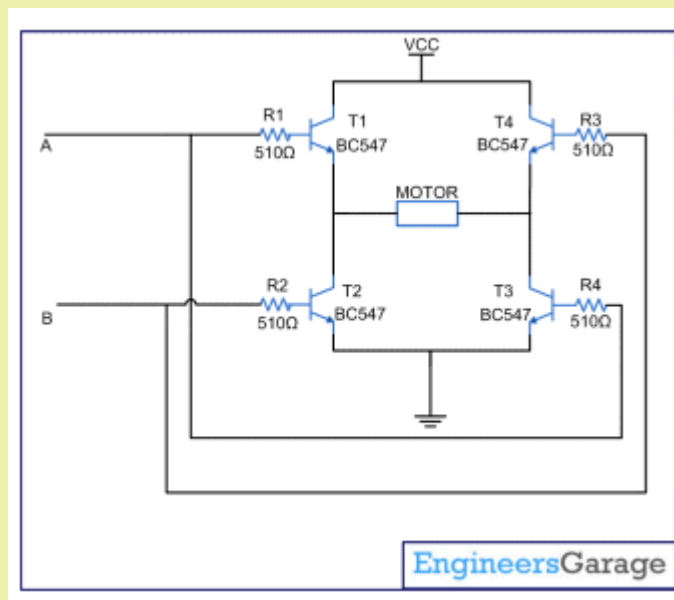 VCC
R1
T1
T4
R3
A
510Ω
BC547
BC547
510Ω
MOTOR
R2
T2
T3
R4
B
510Ω
BC547
BC547
510Ω
EngineersGarage